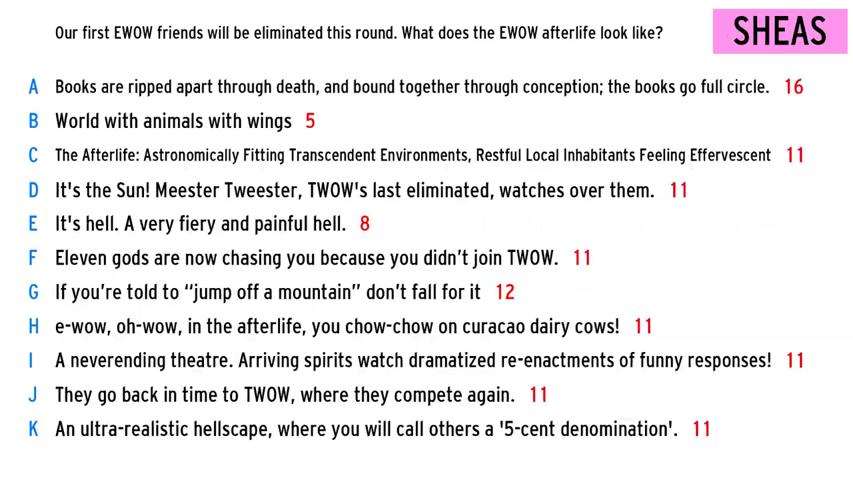 Our first EWOW friends will be eliminated this round. What does the EWOW afterlife look like?
SHEAS
A Books are ripped apart through death, and bound together through conception; the books go full circle. 16
B World with animals with wings 5
C The Afterlife: Astronomically Fitting Transcendent Environments, Restful Local Inhabitants Feeling Effervescent 11
D It's the Sun! Meester Tweester, TWOW's last eliminated, watches over them. 11
E It's hell. A very fiery and painful hell. 8
F Eleven gods are now chasing you because you didn't join TWOW. 11
G If you're told to “jump off a mountain” don't fall for it 12
H e-wow, oh-wow, in the afterlife, you chow-chow on curacao dairy cows! 11
I A neverending theatre. Arriving spirits watch dramatized re-enactments of funny responses! 11
J They go back in time to TWOW, where they compete again. 11
K An ultra-realistic hellscape, where you will call others a '5-cent denomination'. 11